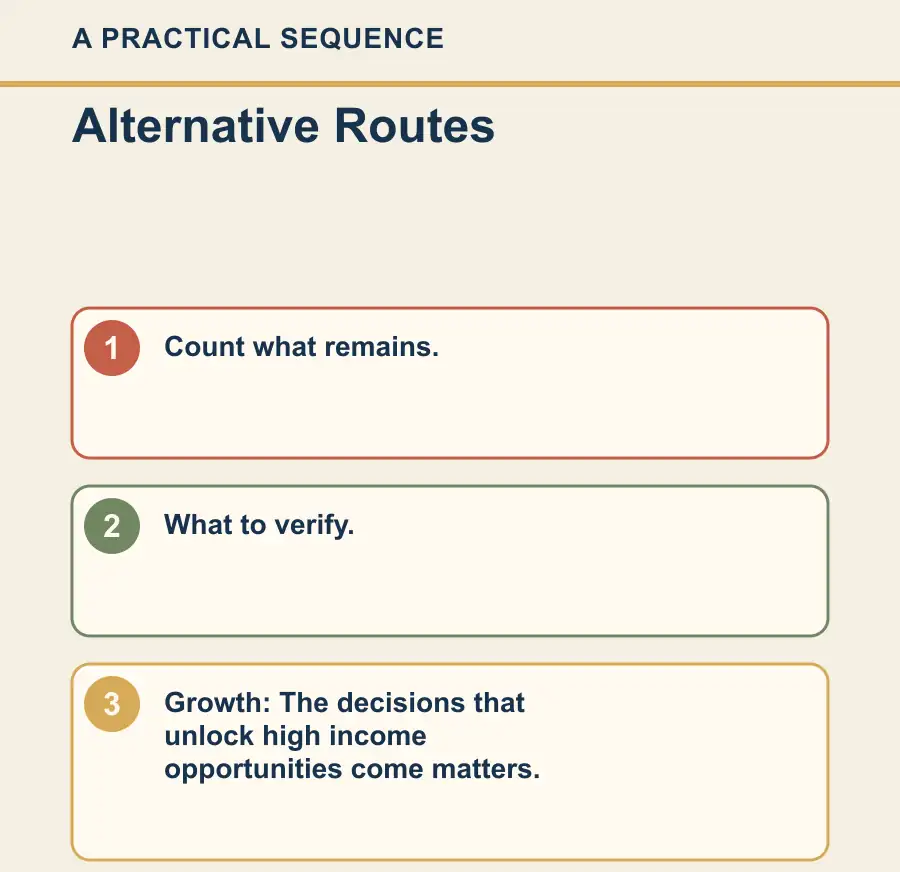 A PRACTICAL SEQUENCE
Alternative Routes
1
Count what remains.
2
What to verify.
3
Growth: The decisions that
unlock high income
opportunities come matters.